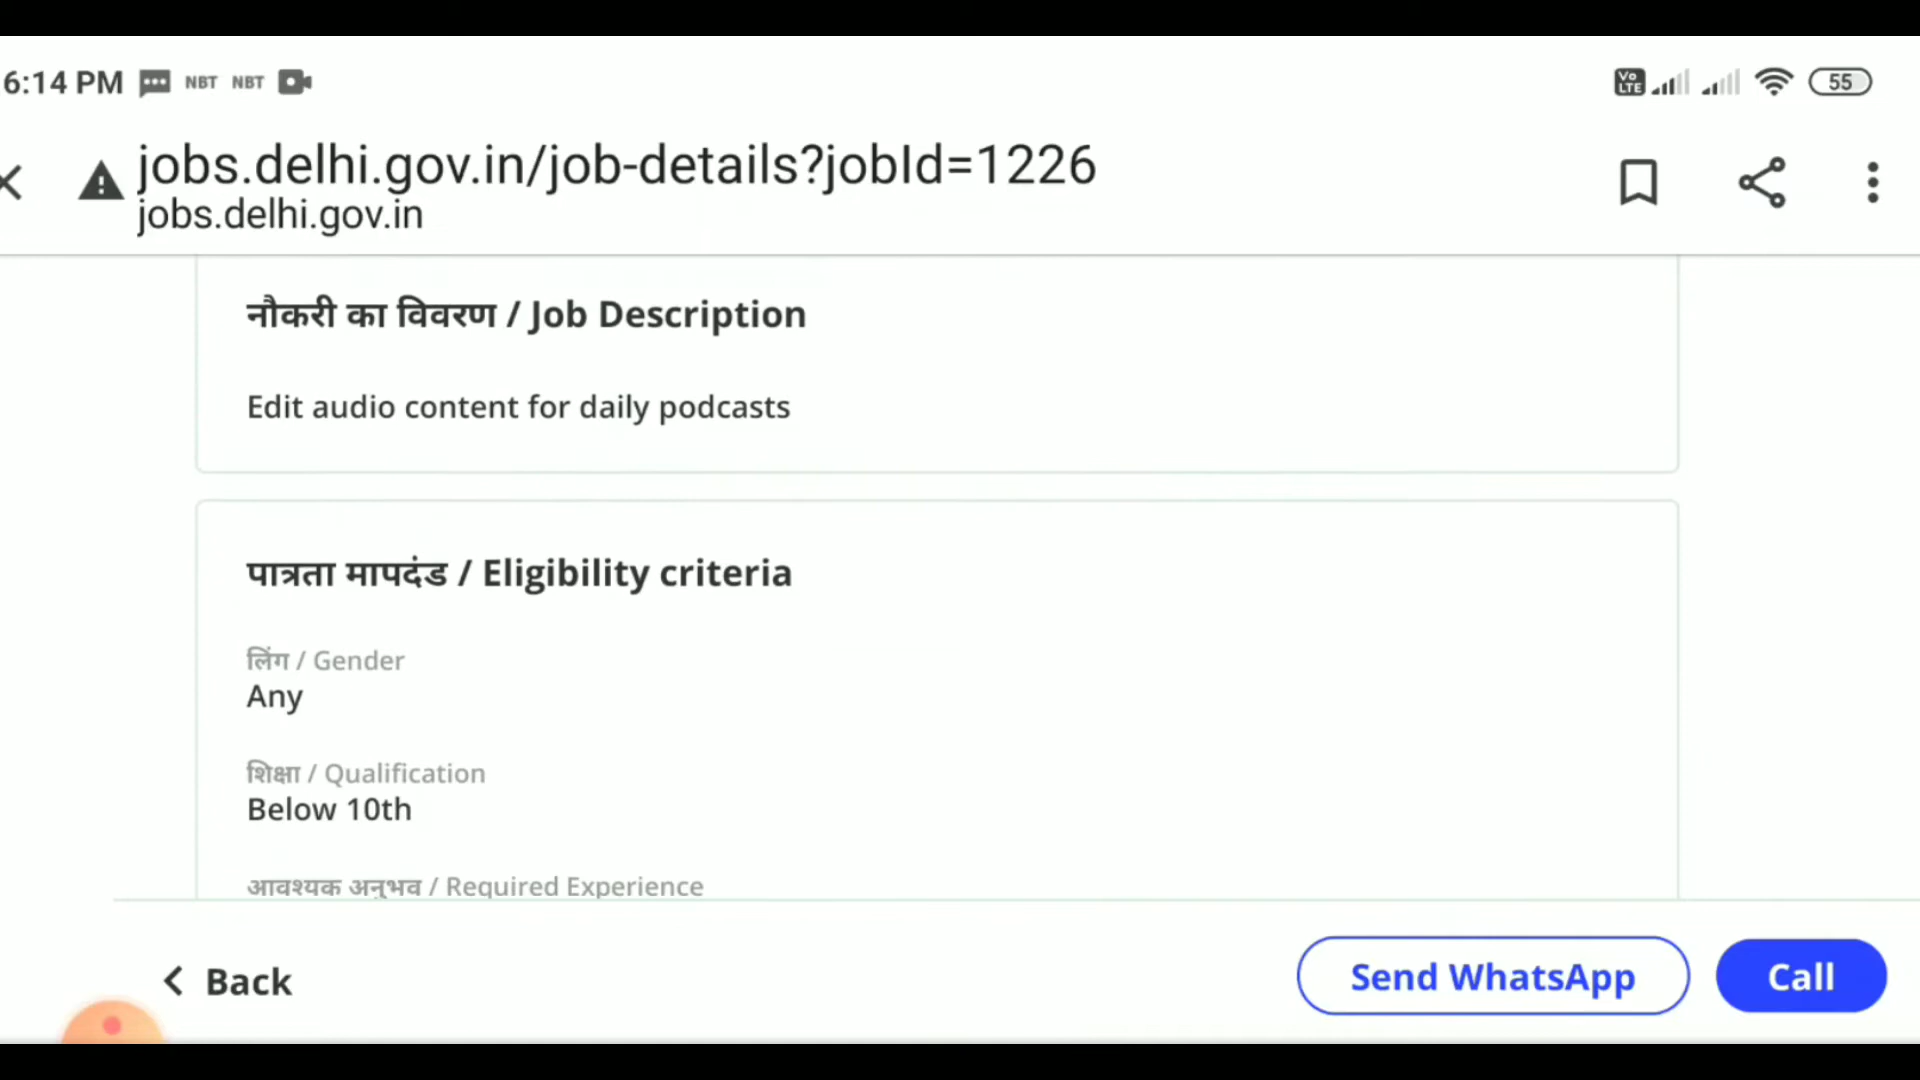 6:14 PM NBT NBT Vo LTE 55
jobs.delhi.gov.in/job-details?jobId=1226
jobs.delhi.gov.in
नौकरी का विवरण / Job Description
Edit audio content for daily podcasts
पात्रता मापदंड / Eligibility criteria
लिंग / Gender
Any
शिक्षा / Qualification
Below 10th
आवश्यक अनुभव / Required Experience
Back Send WhatsApp Call